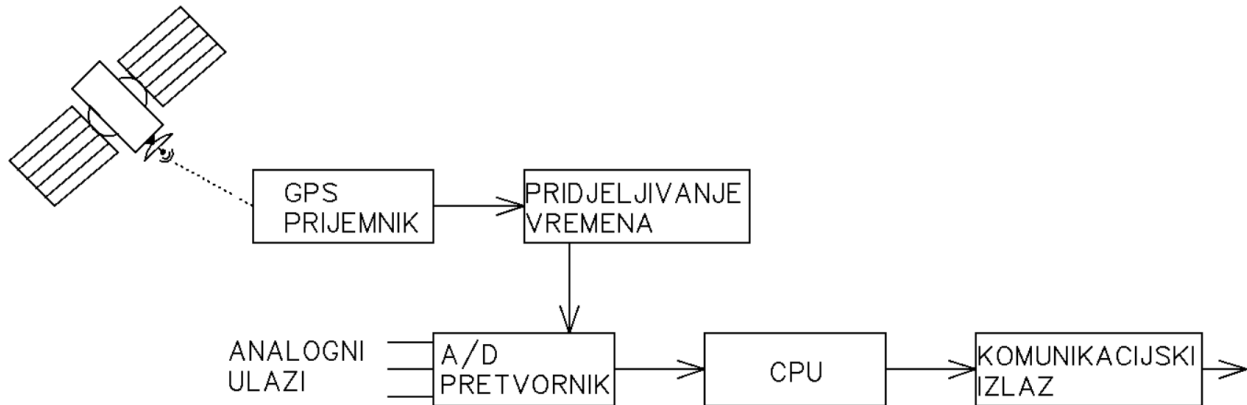 GPS
PRIJEMNIK
PRIDJELJIVANJE
VREMENA
ANALOGNI
ULAZI
A/D
PRETVORNIK
CPU
KOMUNIKACIJSKI
IZLAZ